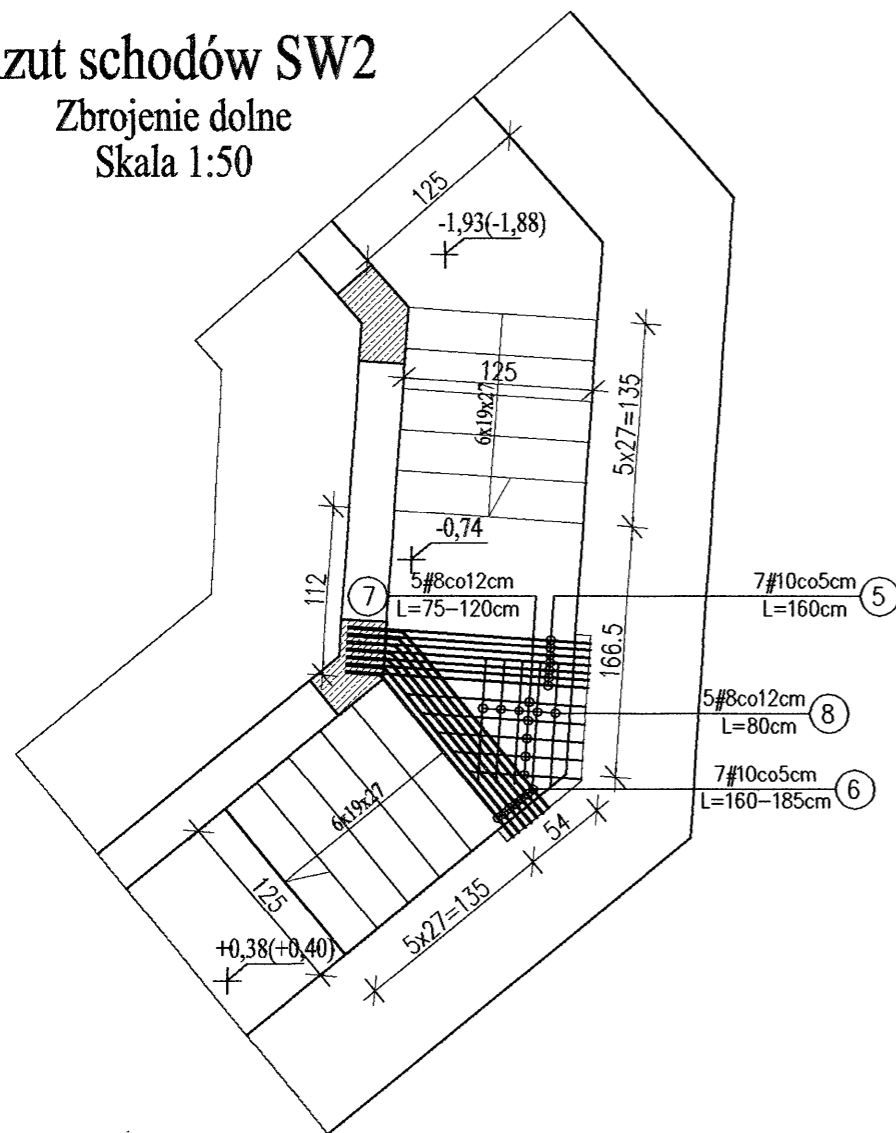 zut schodów SW2
Zbrojenie dolne
Skala 1:50
125
-1,93(-1,88)
125
6x19x27
5x27=135
-0,74
112
7
5#8co12cm
L=75-120cm
7#10co5cm
L=160cm
5
166.5
5#8co12cm
L=80cm
8
7#10co5cm
L=160-185cm
6
6x19x27
54
125
5x27=135
+0,38(+0,40)